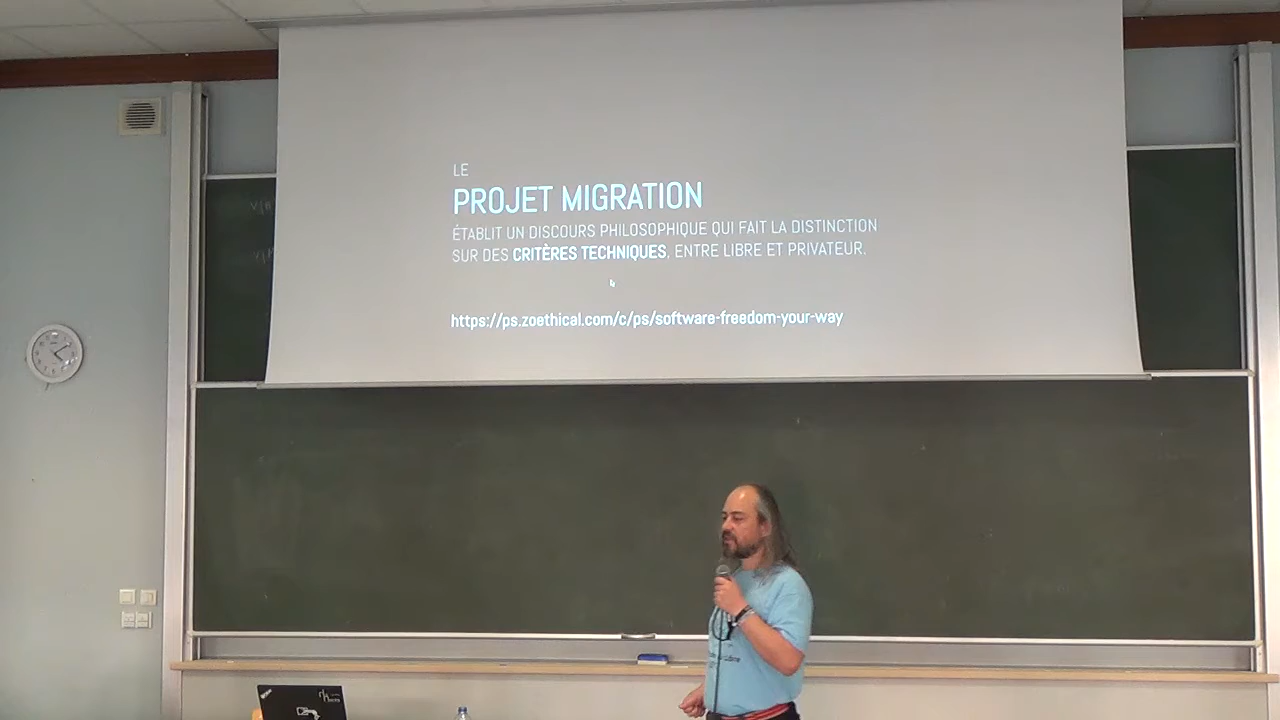 LE
PROJET MIGRATION
ÉTABLIT UN DISCOURS PHILOSOPHIQUE QUI FAIT LA DISTINCTION
SUR DES CRITÈRES TECHNIQUES, ENTRE LIBRE ET PRIVATEUR.
https://ps.zoethical.com/c/ps/software-freedom-your-way